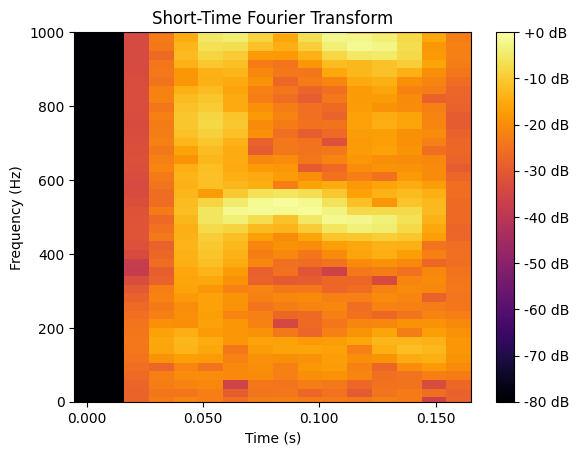 Short-Time Fourier Transform
Frequency (Hz)
1000
800
600
400
200
0
0.000
0.050
0.100
0.150
Time (s)
+0 dB
-10 dB
-20 dB
-30 dB
-40 dB
-50 dB
-60 dB
-70 dB
-80 dB